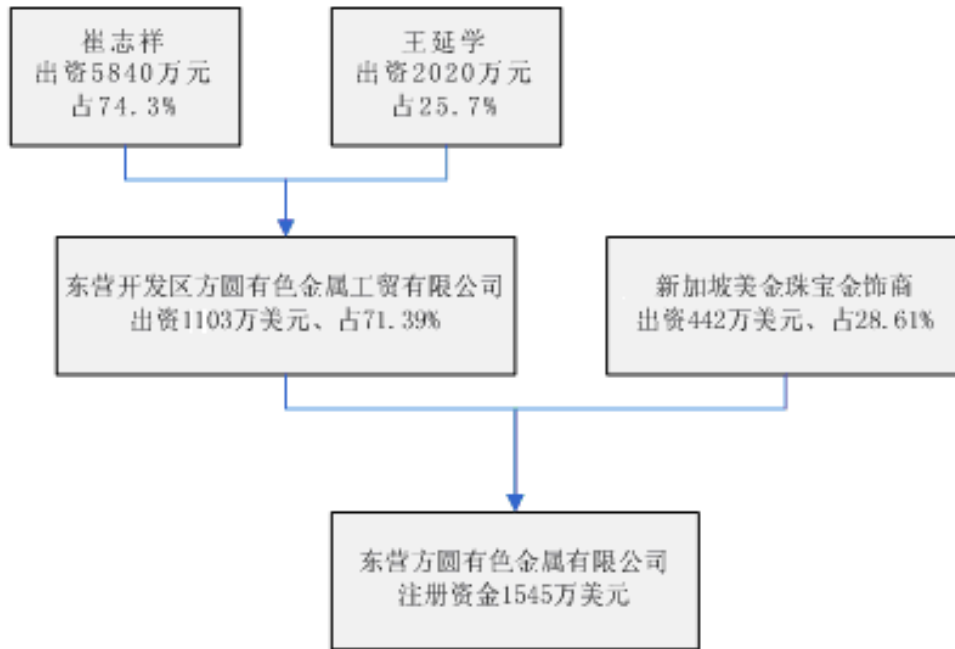 崔志祥
出资5840万元
占74.3%
王延学
出资2020万元
占25.7%
东营开发区方圆有色金属工贸有限公司
出资1103万美元、占71.39%
新加坡美金珠宝金饰商
出资442万美元、占28.61%
东营方圆有色金属有限公司
注册资金1545万美元